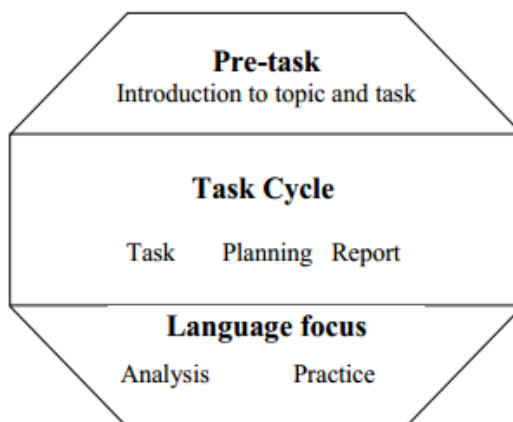 Pre-task
Introduction to topic and task
Task Cycle
Task Planning Report
Language focus
Analysis Practice